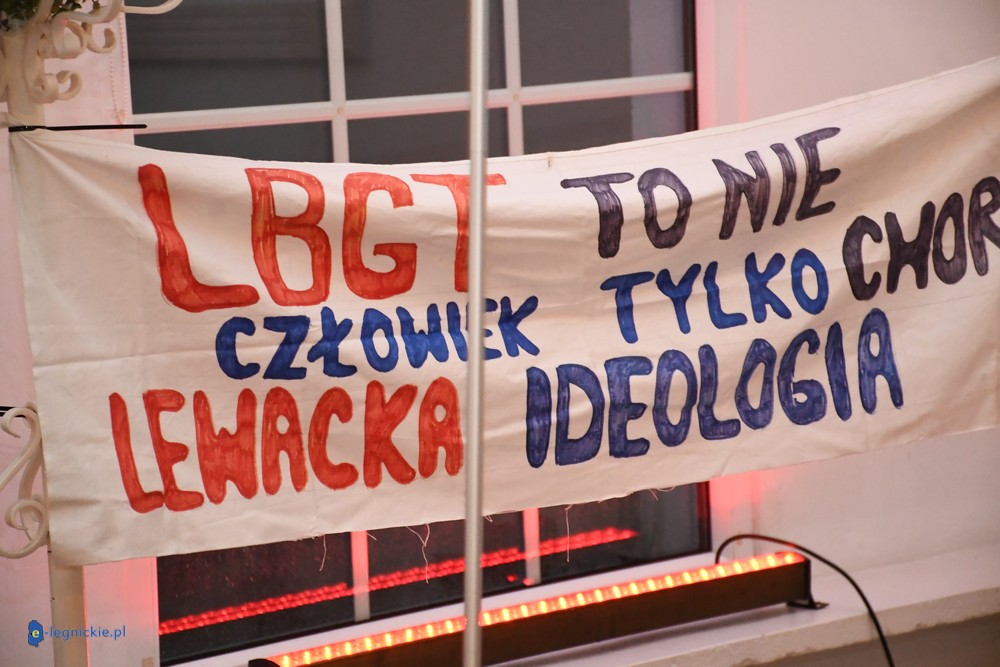 LBGT TO NIE
CZŁOWIEK TYLKO CHOR
LEWACKA IDEOLOGIA
e-legnickie.pl